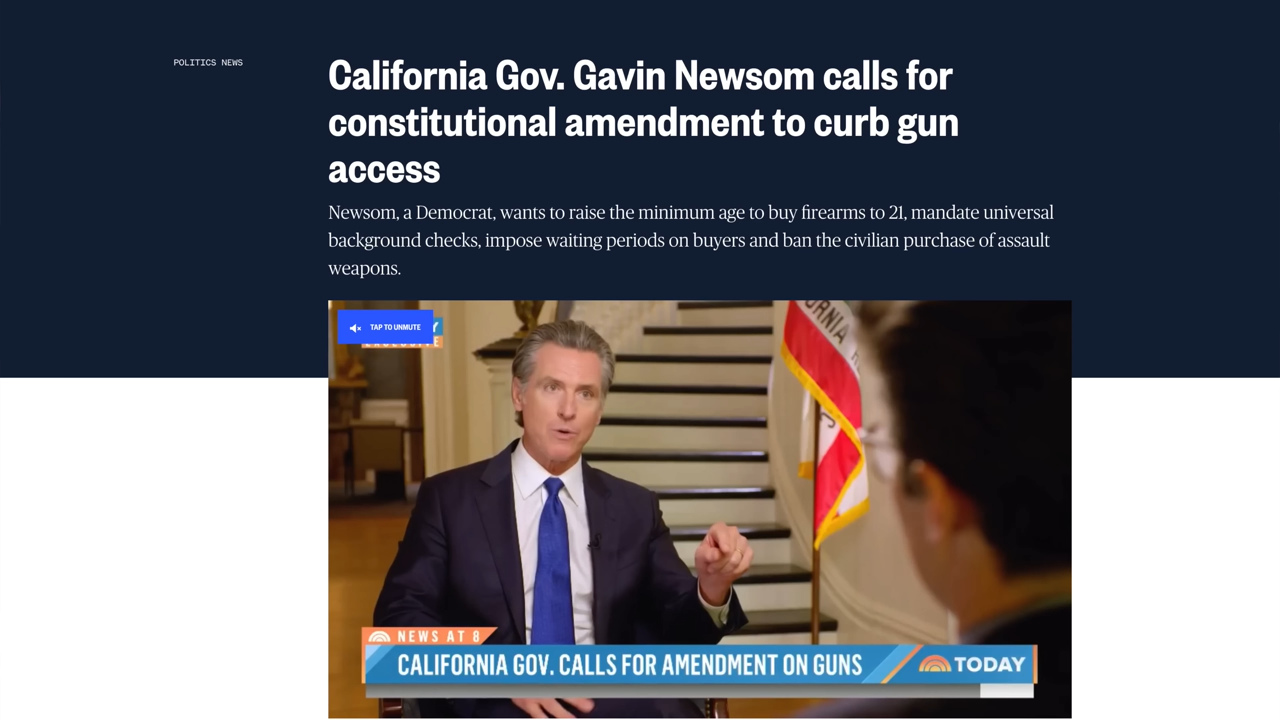 POLITICS NEWS
California Gov. Gavin Newsom calls for
constitutional amendment to curb gun
access
Newsom, a Democrat, wants to raise the minimum age to buy firearms to 21, mandate universal
background checks, impose waiting periods on buyers and ban the civilian purchase of assault
weapons.
TAP TO UNMUTE
NEWS AT 8
CALIFORNIA GOV. CALLS FOR AMENDMENT ON GUNS
TODAY